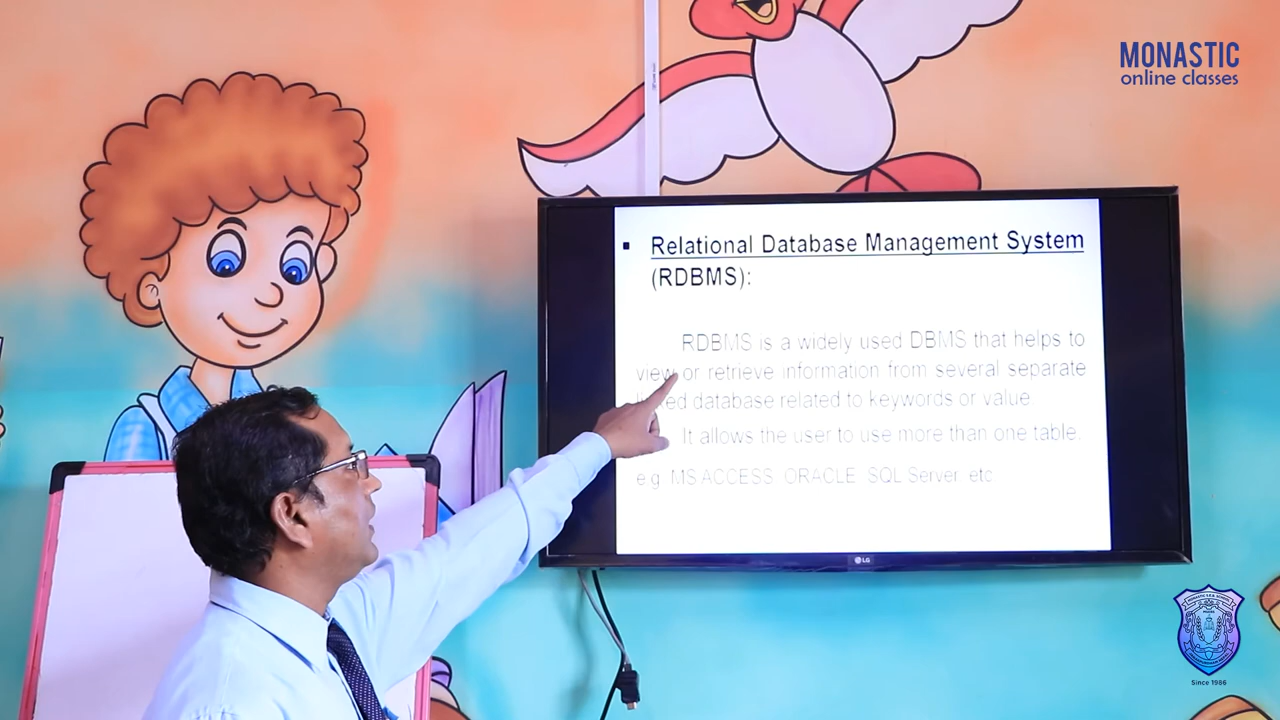 MONASTIC
online classes
▪ Relational Database Management System
(RDBMS):
RDBMS is a widely used DBMS that helps to
view or retrieve information from several separate
database related to keywords or value.
It allows the user to use more than one table.
e.g. MS ACCESS ORACLE SQL Server etc
LG
Since 1986